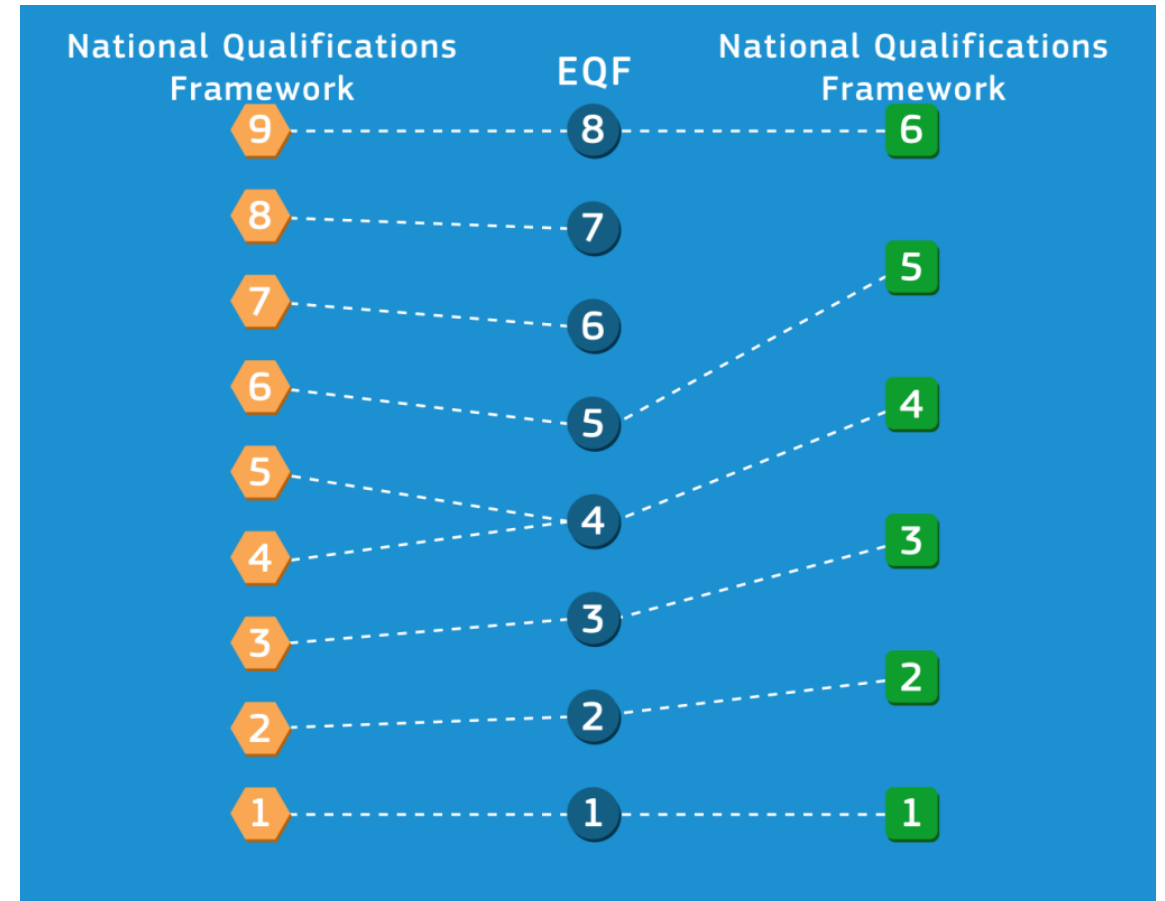 National Qualifications
Framework
EQF
National Qualifications
Framework
9 8 6
8 7
5
7 6
6 5
4
5
4
4
3
3 3
2
2 2
1 1 1